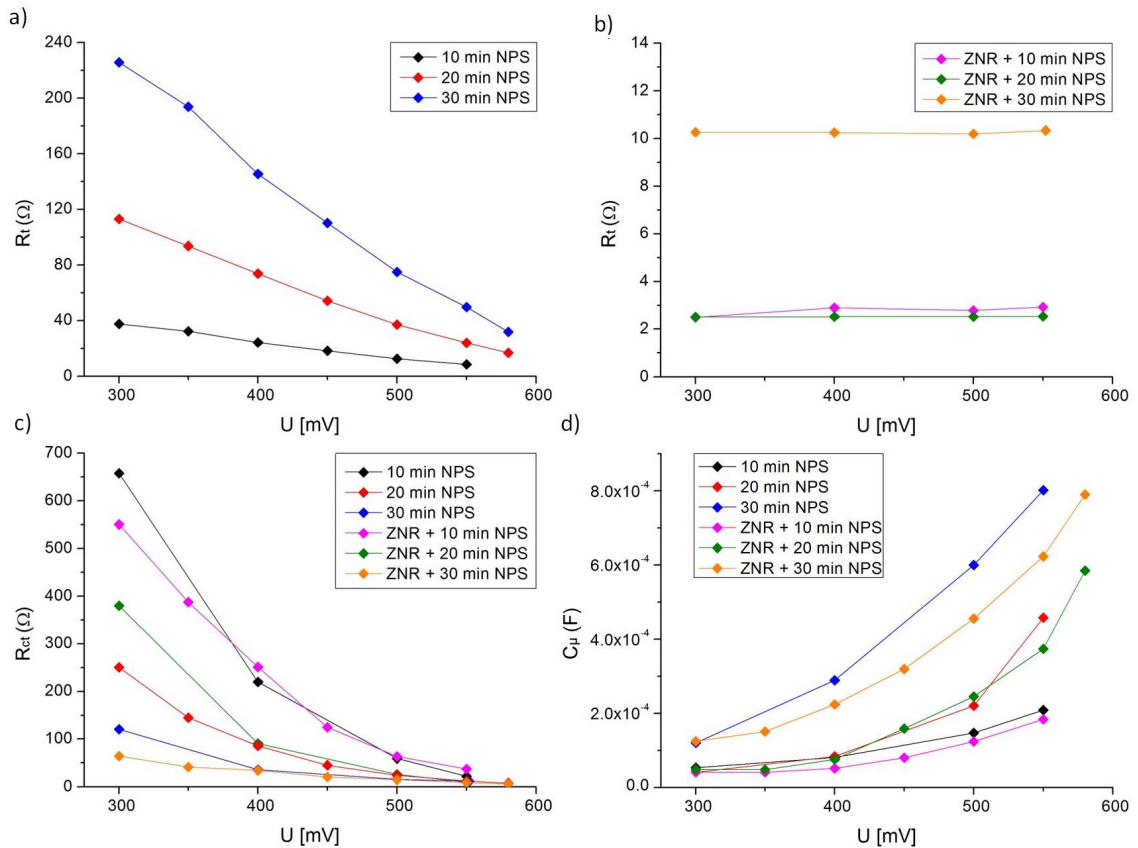 a)
240
200
160
120
80
40
0
Rt (Ω)
300
400
500
600
U [mV]
10 min NPS
20 min NPS
30 min NPS
b)
14
12
10
8
6
4
2
0
Rt (Ω)
300
400
500
600
U [mV]
ZNR + 10 min NPS
ZNR + 20 min NPS
ZNR + 30 min NPS
c)
700
600
500
450
400
350
300
250
200
150
100
50
0
Rct (Ω)
300
400
500
600
U [mV]
10 min NPS
20 min NPS
30 min NPS
ZNR + 10 min NPS
ZNR + 20 min NPS
ZNR + 30 min NPS
d)
8.0x10⁻⁴
6.0x10⁻⁴
4.0x10⁻⁴
2.0x10⁻⁴
0.0
Cμ (F)
300
400
500
600
U [mV]
10 min NPS
20 min NPS
30 min NPS
ZNR + 10 min NPS
ZNR + 20 min NPS
ZNR + 30 min NPS